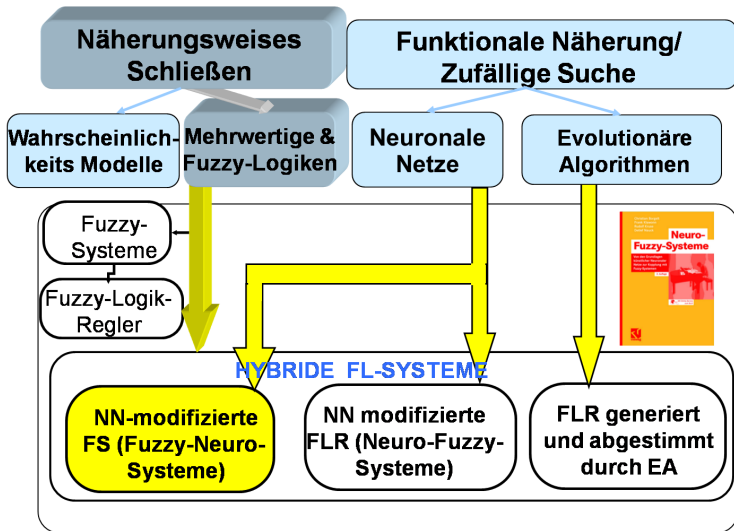 Näherungsweises
Schließen
Funktionale Näherung/
Zufällige Suche
Wahrscheinlich-
keits Modelle
Mehrwertige &
Fuzzy-Logiken
Neuronale
Netze
Evolutionäre
Algorithmen
Fuzzy-
Systeme
Fuzzy-Logik-
Regler
Neuro-
Fuzzy-Systeme
HYBRIDE FL-SYSTEME
NN-modifizierte
FS (Fuzzy-Neuro-
Systeme)
NN modifizierte
FLR (Neuro-Fuzzy-
Systeme)
FLR generiert
und abgestimmt
durch EA